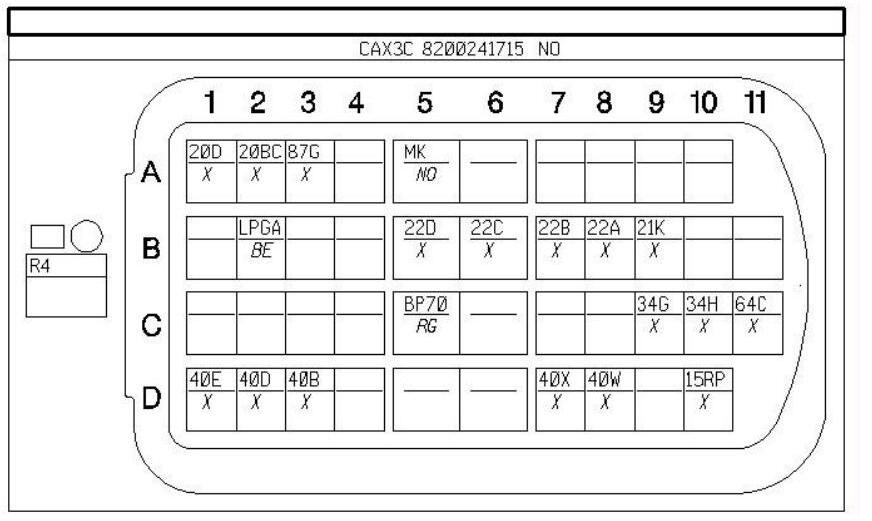 CAX3C 8200241715 NO
1 2 3 4 5 6 7 8 9 10 11
A
20D 20BC 87G MK
X X X NO
B
LPGA 22D 22C 22B 22A 21K
BE X X X X X
R4
C
BP70 34G 34H 64C
RG X X X
D
40E 40D 40B 40X 40W 15RP
X X X X X X